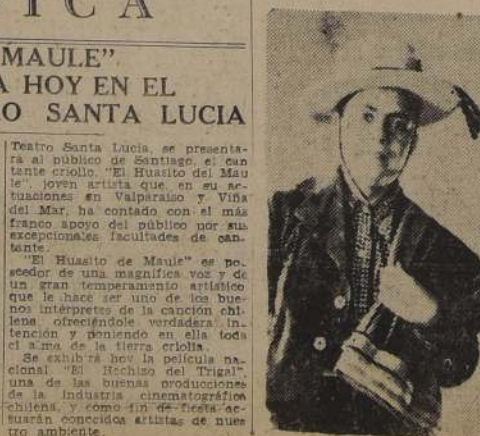 I C A
MAULE"
A HOY EN EL
O SANTA LUCIA
Teatro Santa Lucia, se presenta-
rá al público de Santiago, el can
tante criollo, "El Huasito del Mau
le", joven artista que en su ac-
tuaciones en Valparaíso y Viña
del Mar, ha contado con el más
franco apoyo del público por sus
excepcionales facultades de can-
tante.
"El Huasito de Maule" es po-
seedor de una magnífica voz y de
un gran temperamento artístico
que le hace ser uno de los bue-
nos intérpretes de la canción chi-
lena, ofreciéndole verdadera in-
tención y poniendo en ella toda
el alma de la tierra criolla.
Se exhibirá hoy la película na-
cional "El Hechizo del Trigal",
una de las buenas producciones
de la industria cinematográfica
chilena, y como fin de fiesta ac-
tuarán conocidos artistas de nues
tro ambiente.